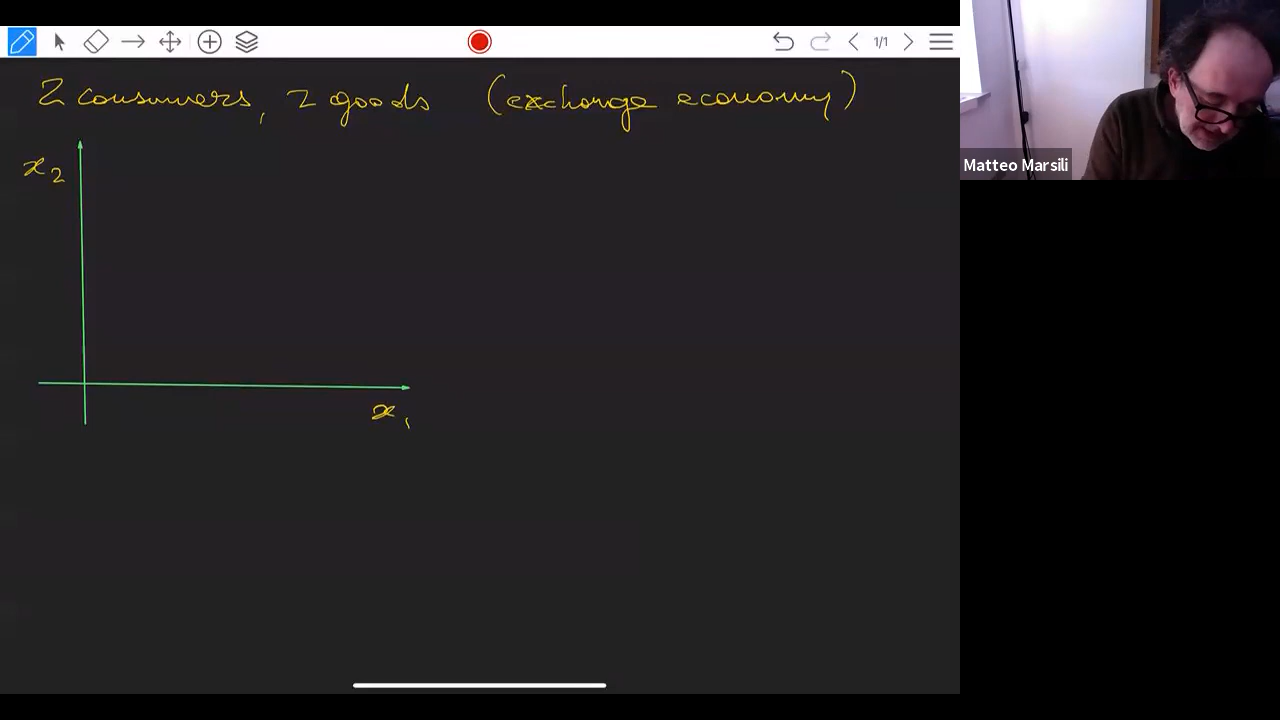 1/1
2 consumers, 2 goods (exchange economy)
x2
x1
Matteo Marsili